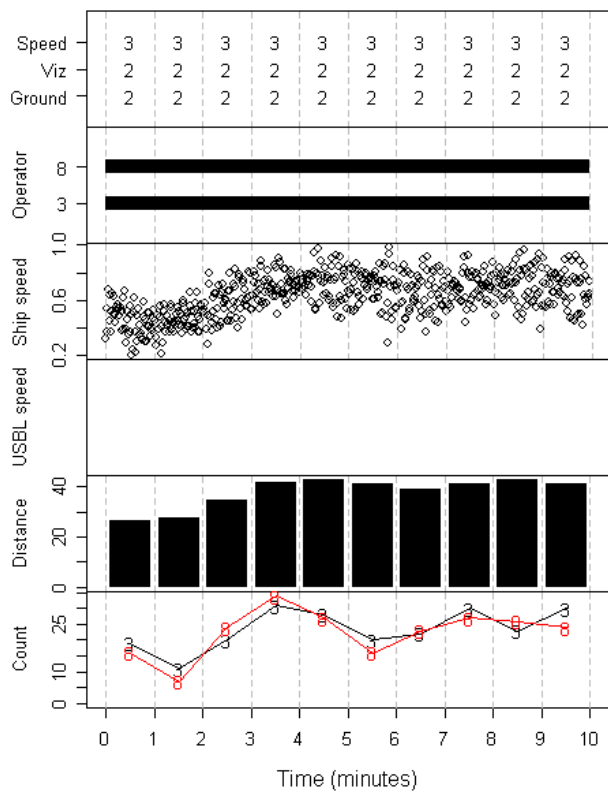 Speed 3 3 3 3 3 3 3 3 3 3
Viz 2 2 2 2 2 2 2 2 2 2
Ground 2 2 2 2 2 2 2 2 2 2
Operator
8
3
Ship speed
1.0
0.6
0.2
USBL speed
Distance
40
20
0
Count
25
10
0
0 1 2 3 4 5 6 7 8 9 10
Time (minutes)